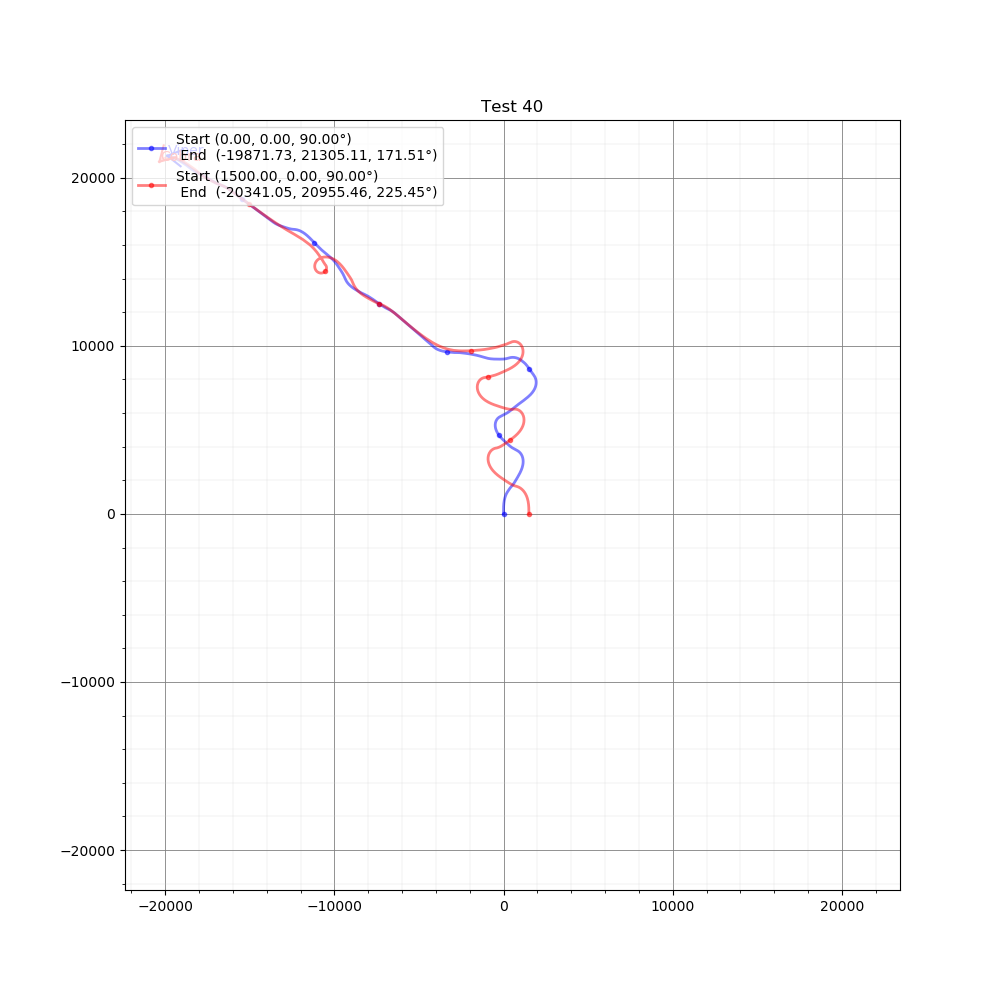 Test 40
Start (0.00, 0.00, 90.00°)
End (-19871.73, 21305.11, 171.51°)
Start (1500.00, 0.00, 90.00°)
End (-20341.05, 20955.46, 225.45°)
20000
10000
0
−10000
−20000
−20000 −10000 0 10000 20000